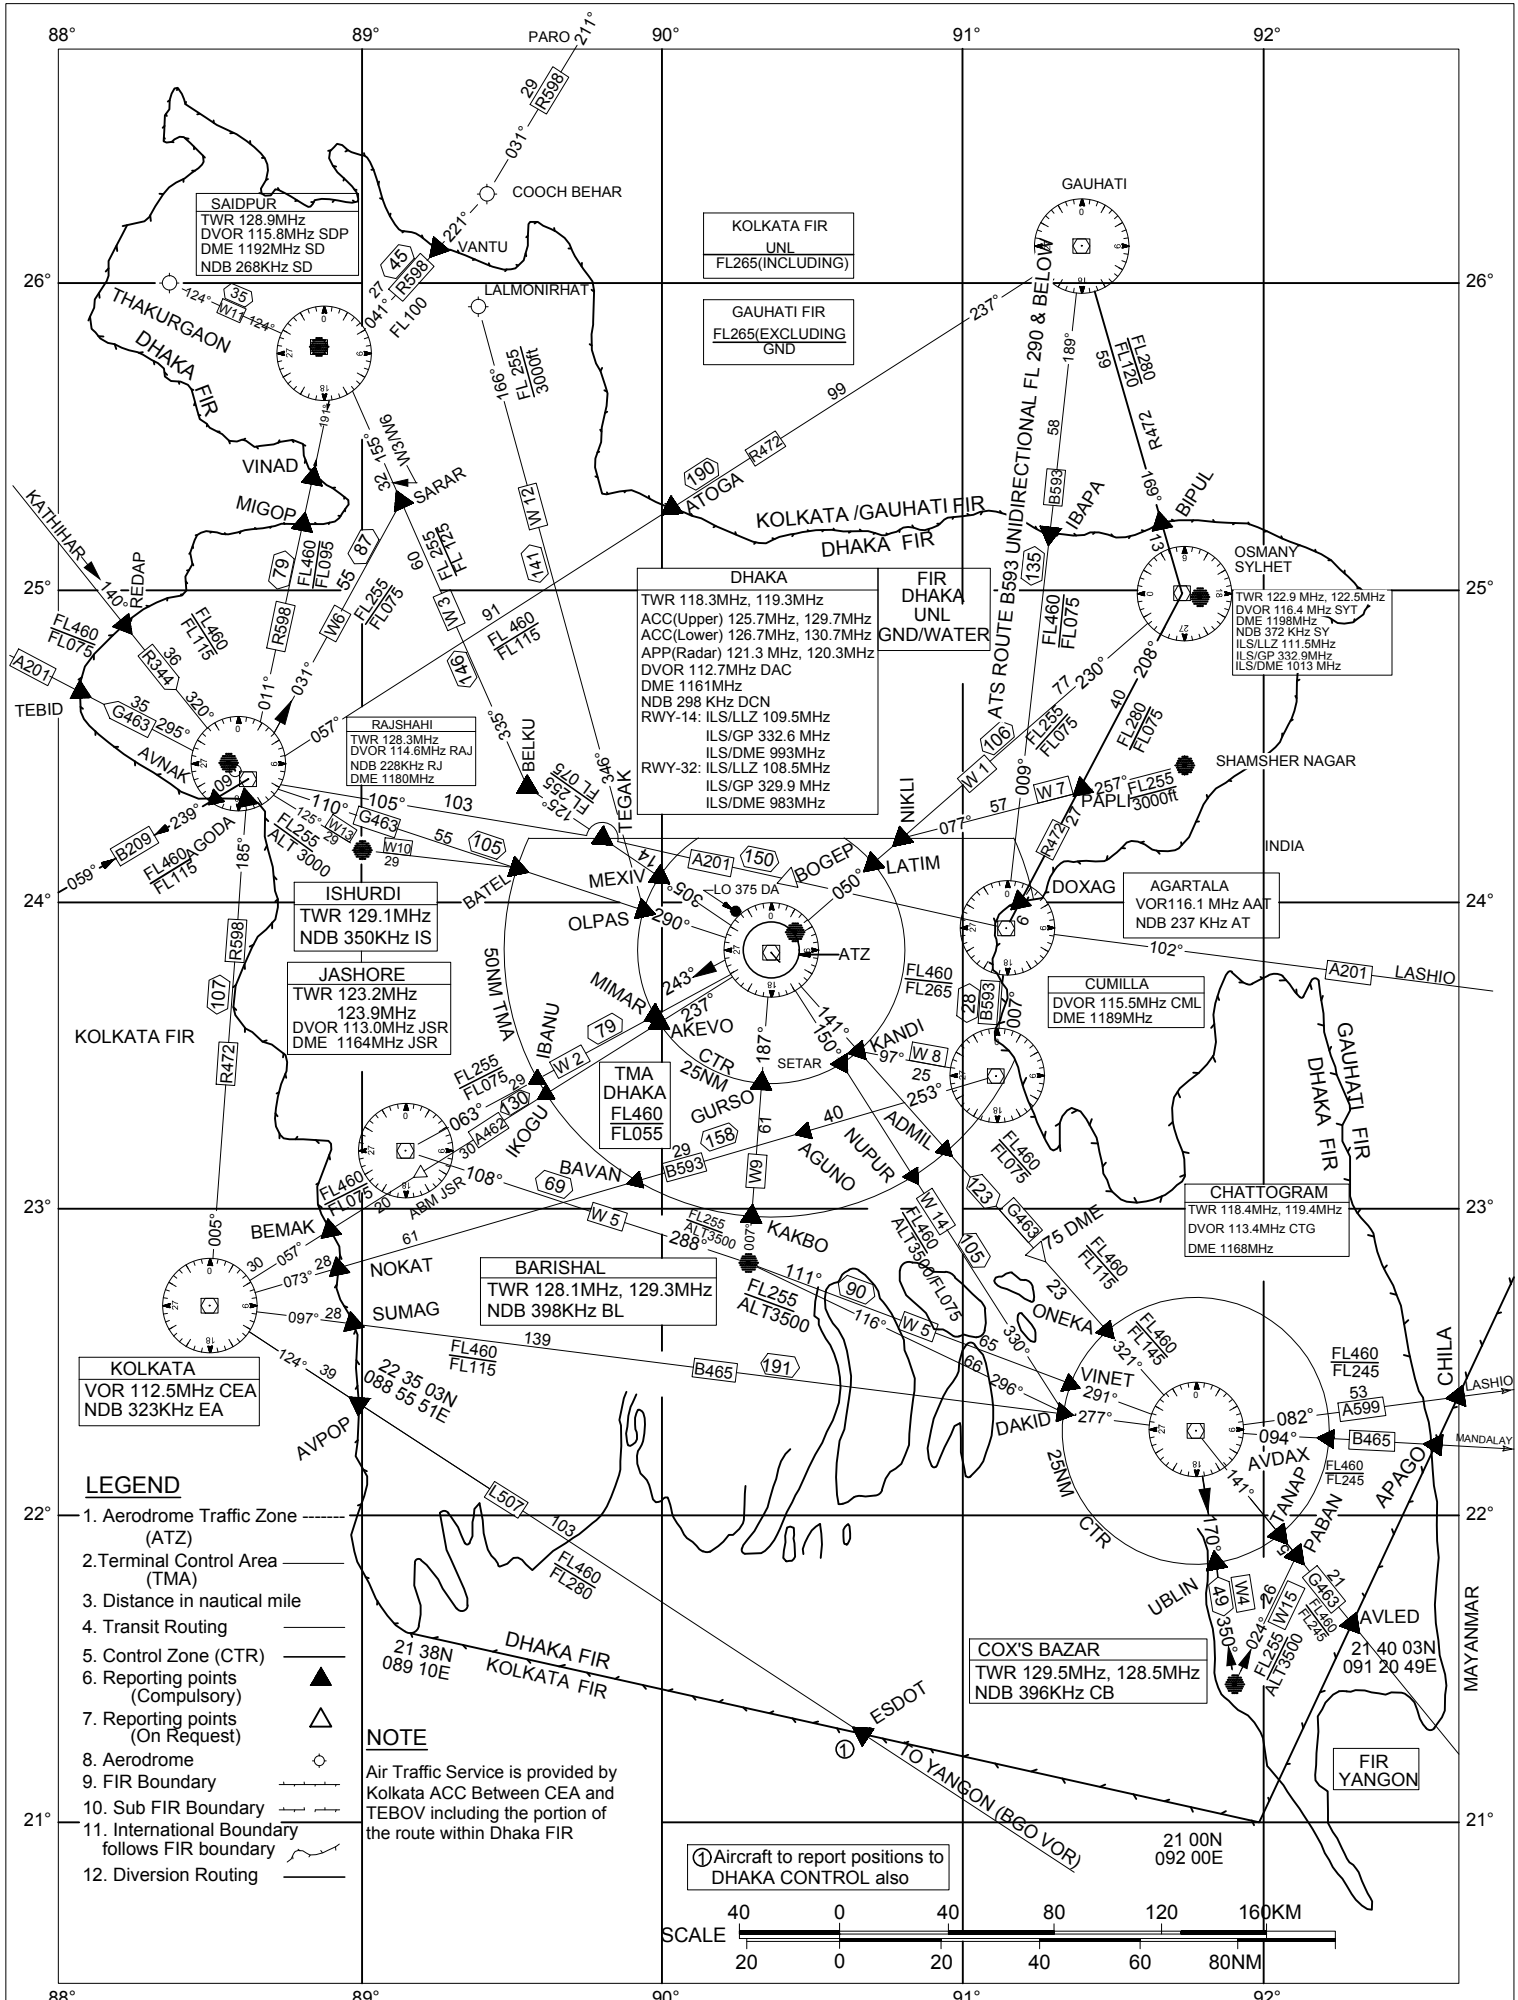 88°
89°
90°
91°
92°
PARO
211°
29
R598
031°
COOCH BEHAR
221°
VANTU
GAUHATI
SAIDPUR
TWR 128.9MHz
DVOR 115.8MHz SDP
DME 1192MHz SD
NDB 268KHz SD
KOLKATA FIR
UNL
FL265(INCLUDING)
GAUHATI FIR
FL265(EXCLUDING
GND
26°
26°
45
R598
27
041°
FL100
LALMONIRHAT
124°
35
W11
124°
THAKURGAON
DHAKA FIR
166°
FL 255
3000ft
237°
99
R472
190
ATOGA
189°
58
B593
IBAPA
135
ATS ROUTE B593 UNIDIRECTIONAL FL 290 & BELOW
FL280
FL120
59
R472
169°
BIPUL
13
191°
VINAD
MIGOP
155°
32
W3/W6
SARAR
W 12
141
KOLKATA /GAUHATI FIR
DHAKA FIR
KATHIHAR
140°
REDAP
79
FL460
FL095
87
55
W6
FL255
FL075
60
FL 255
FL 125
W 3
146
91
FL 460
FL115
25°
25°
OSMANY
SYLHET
TWR 122.9 MHz, 122.5MHz
DVOR 116.4 MHz SYT
DME 1198MHz
NDB 372 KHz SY
ILS/LLZ 111.5MHz
ILS/GP 332.9MHz
ILS/DME 1013 MHz
DHAKA
TWR 118.3MHz, 119.3MHz
ACC(Upper) 125.7MHz, 129.7MHz
ACC(Lower) 126.7MHz, 130.7MHz
APP(Radar) 121.3 MHz, 120.3MHz
DVOR 112.7MHz DAC
DME 1161MHz
NDB 298 KHz DCN
RWY-14: ILS/LLZ 109.5MHz
ILS/GP 332.6 MHz
ILS/DME 993MHz
RWY-32: ILS/LLZ 108.5MHz
ILS/GP 329.9 MHz
ILS/DME 983MHz
FIR
DHAKA
UNL
GND/WATER
FL460
FL075
FL460
FL075
A201
TEBID
FL460
FL115
36
R344
320°
R598
011°
031°
35
G463
295°
AVNAK
057°
RAJSHAHI
TWR 128.3MHz
DVOR 114.6MHz RAJ
NDB 228KHz RJ
DME 1180MHz
335°
BELKU
125°
FL 255
FL 075
346°
TEGAK
208°
40
77
230°
FL255
FL075
106
W 1
FL280
FL075
009°
NIKLI
57
077°
W 7
257°
FL255
3000ft
PAPLI
SHAMSHER NAGAR
27
R472
INDIA
239°
B209
059°
FL460
FL115
AGODA
185°
FL255
ALT 3000
110°
105°
103
125°
W13
29
G463
55
W10
29
105
BATEL
14
MEXIV
A201
150
BOGEP
LATIM
050°
305°
LO 375 DA
OLPAS
290°
ATZ
DOXAG
6
24°
24°
AGARTALA
VOR116.1 MHz AAT
NDB 237 KHz AT
ISHURDI
TWR 129.1MHz
NDB 350KHz IS
JASHORE
TWR 123.2MHz
123.9MHz
DVOR 113.0MHz JSR
DME 1164MHz JSR
R598
107
R472
KOLKATA FIR
50NM TMA
243°
237°
MIMAR
AKEVO
79
W 2
IBANU
29
130
A462
30
IKOGU
FL255
FL075
063°
CTR
25NM
187°
GURSO
61
W9
TMA
DHAKA
FL460
FL055
141°
150°
SETAR
KANDI
97°
W 8
25
FL460
FL265
28
B593
007°
CUMILLA
DVOR 115.5MHz CML
DME 1189MHz
102°
A201
LASHIO
GAUHATI FIR
DHAKA FIR
253°
40
AGUNO
158
29
B593
BAVAN
ADMIL
NUPUR
FL460
FL075
108°
69
W 5
ABM JSR
20
FL460
FL075
BEMAK
23°
23°
288°
FL255
ALT3500
007°
KAKBO
W 14
FL460
ALT3500/FL075
105
123
G463
75 DME
FL460
FL115
CHATTOGRAM
TWR 118.4MHz, 119.4MHz
DVOR 113.4MHz CTG
DME 1168MHz
005°
30
057°
28
073°
61
NOKAT
097°
28
SUMAG
BARISHAL
TWR 128.1MHz, 129.3MHz
NDB 398KHz BL
FL255
ALT3500
111°
90
W 5
116°
65
66
296°
330°
23
ONEKA
FL460
FL145
321°
VINET
291°
DAKID
277°
KOLKATA
VOR 112.5MHz CEA
NDB 323KHz EA
124°
39
22 35 03N
088 55 51E
AVPOP
FL460
FL115
139
B465
191
FL460
FL245
CHILA
LASHIO
53
A599
082°
094°
B465
MANDALAY
AVDAX
FL460
FL245
APAGO
141°
TANAP
PABAN
5
25NM
CTR
22°
22°
L507
103
FL460
FL280
170°
UBLIN
49
W4
350°
024°
26
W15
FL255
ALT3500
21
G463
FL460
FL245
AVLED
21 40 03N
091 20 49E
MAYANMAR
LEGEND
1. Aerodrome Traffic Zone
(ATZ)
2.Terminal Control Area
(TMA)
3. Distance in nautical mile
4. Transit Routing
5. Control Zone (CTR)
6. Reporting points
(Compulsory)
7. Reporting points
(On Request)
8. Aerodrome
9. FIR Boundary
10. Sub FIR Boundary
11. International Boundary
follows FIR boundary
12. Diversion Routing
21 38N
089 10E
DHAKA FIR
KOLKATA FIR
COX'S BAZAR
TWR 129.5MHz, 128.5MHz
NDB 396KHz CB
ESDOT
①
TO YANGON (BGO VOR)
FIR
YANGON
NOTE
Air Traffic Service is provided by
Kolkata ACC Between CEA and
TEBOV including the portion of
the route within Dhaka FIR
21°
21°
21 00N
092 00E
①Aircraft to report positions to
DHAKA CONTROL also
SCALE
40 0 40 80 120 160KM
20 0 20 40 60 80NM
88°
89°
90°
91°
92°